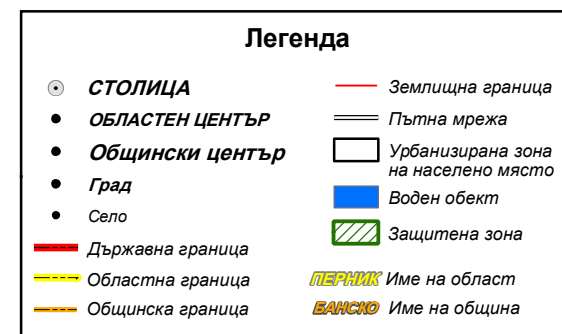 Легенда
СТОЛИЦА
ОБЛАСТЕН ЦЕНТЪР
Общински център
Град
Село
Държавна граница
Областна граница
Общинска граница
Землищна граница
Пътна мрежа
Урбанизирана зона
на населено място
Воден обект
Защитена зона
ПЕРНИК Име на област
БАНСКО Име на община